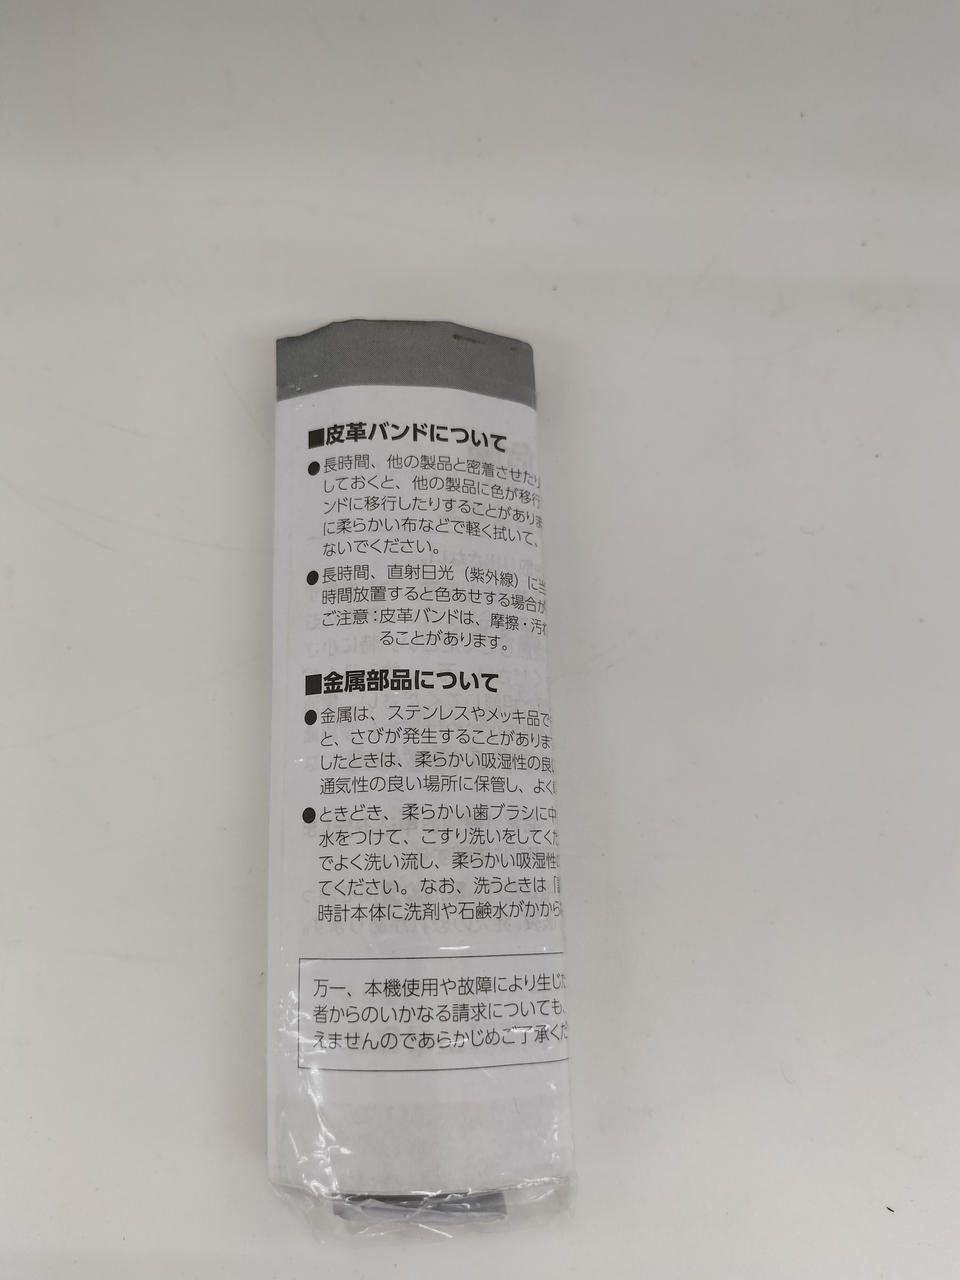 ■皮革バンドについて
●長時間、他の製品と密着させたり
しておくと、他の製品に色が移行
ンドに移行したりすることがありま
に柔らかい布などで軽く拭いて、
ないでください。
●長時間、直射日光（紫外線）に当
時間放置すると色あせする場合が
ご注意：皮革バンドは、摩擦・汚れ
ることがあります。
■金属部品について
●金属は、ステンレスやメッキ品で
と、さびが発生することがありま
したときは、柔らかい吸湿性の良
通気性の良い場所に保管し、よく
●ときどき、柔らかい歯ブラシに中
水をつけて、こすり洗いをしてくだ
でよく洗い流し、柔らかい吸湿性
てください。なお、洗うときは「
時計本体に洗剤や石鹸水がかから
万一、本機使用や故障により生じた
者からのいかなる請求についても、
えませんのであらかじめご了承くだ